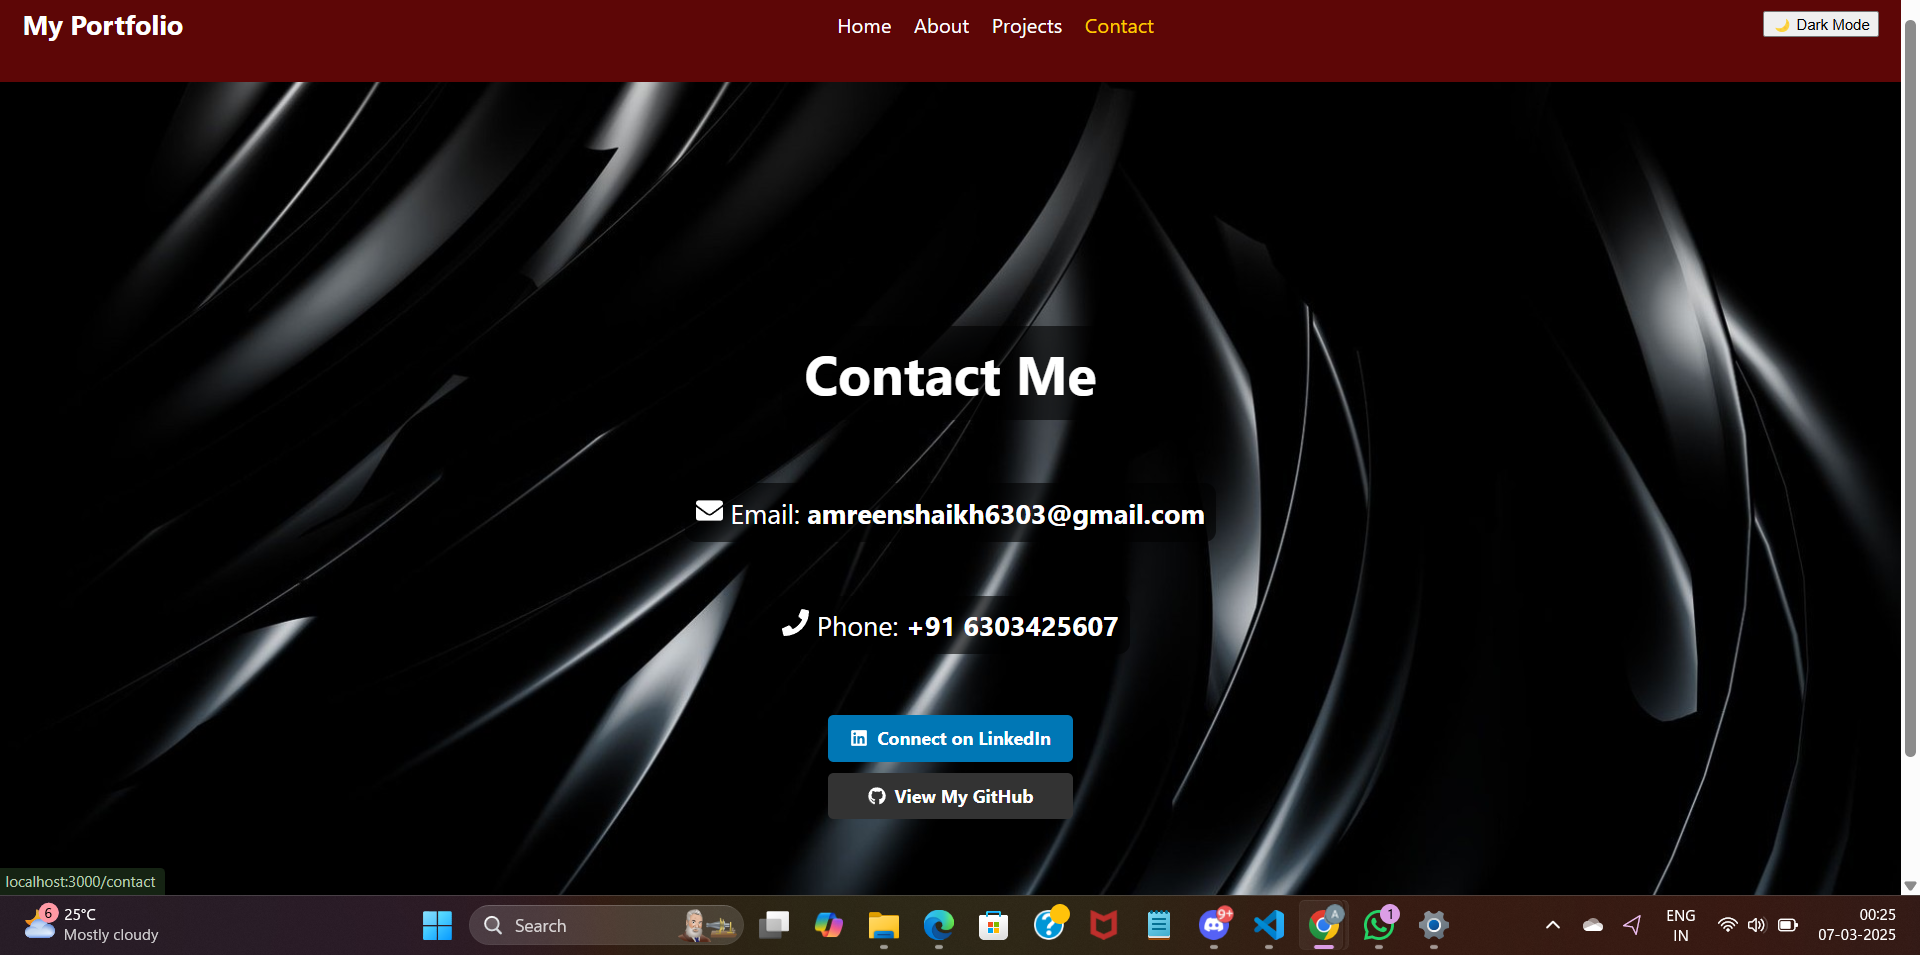 My Portfolio
Home About Projects Contact
🌙 Dark Mode
Contact Me
Email: amreenshaikh6303@gmail.com
Phone: +91 6303425607
Connect on LinkedIn
View My GitHub
localhost:3000/contact
6
25°C
Mostly cloudy
Search
9+
A
1
ENG
IN
00:25
07-03-2025